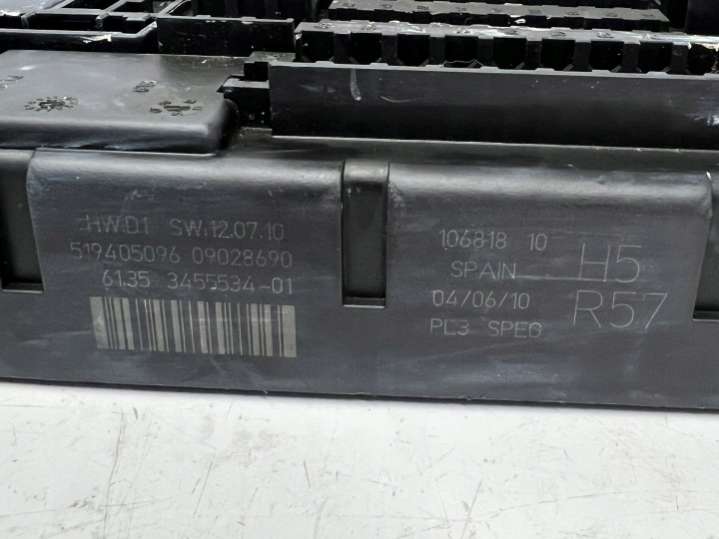 HW:D1 SW:12.07.10
519405096 09028690
61.35 3455534-01
106818 10
SPAIN
H5
04/06/10
R57
PL3 SPEG